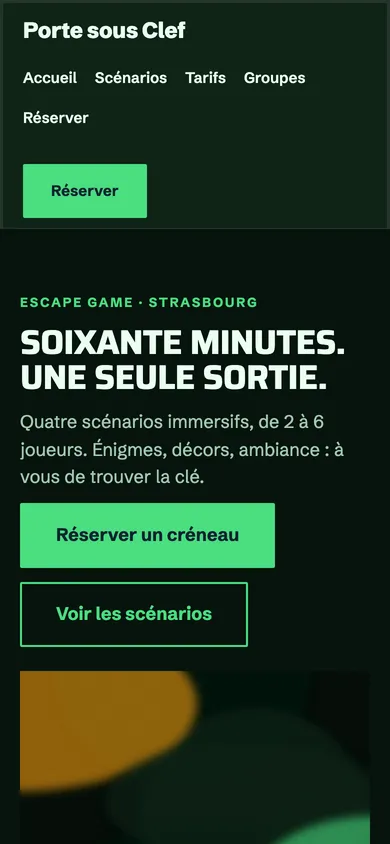 Porte sous Clef
Accueil Scénarios Tarifs Groupes
Réserver
Réserver
ESCAPE GAME · STRASBOURG
SOIXANTE MINUTES.
UNE SEULE SORTIE.
Quatre scénarios immersifs, de 2 à 6
joueurs. Énigmes, décors, ambiance : à
vous de trouver la clé.
Réserver un créneau
Voir les scénarios